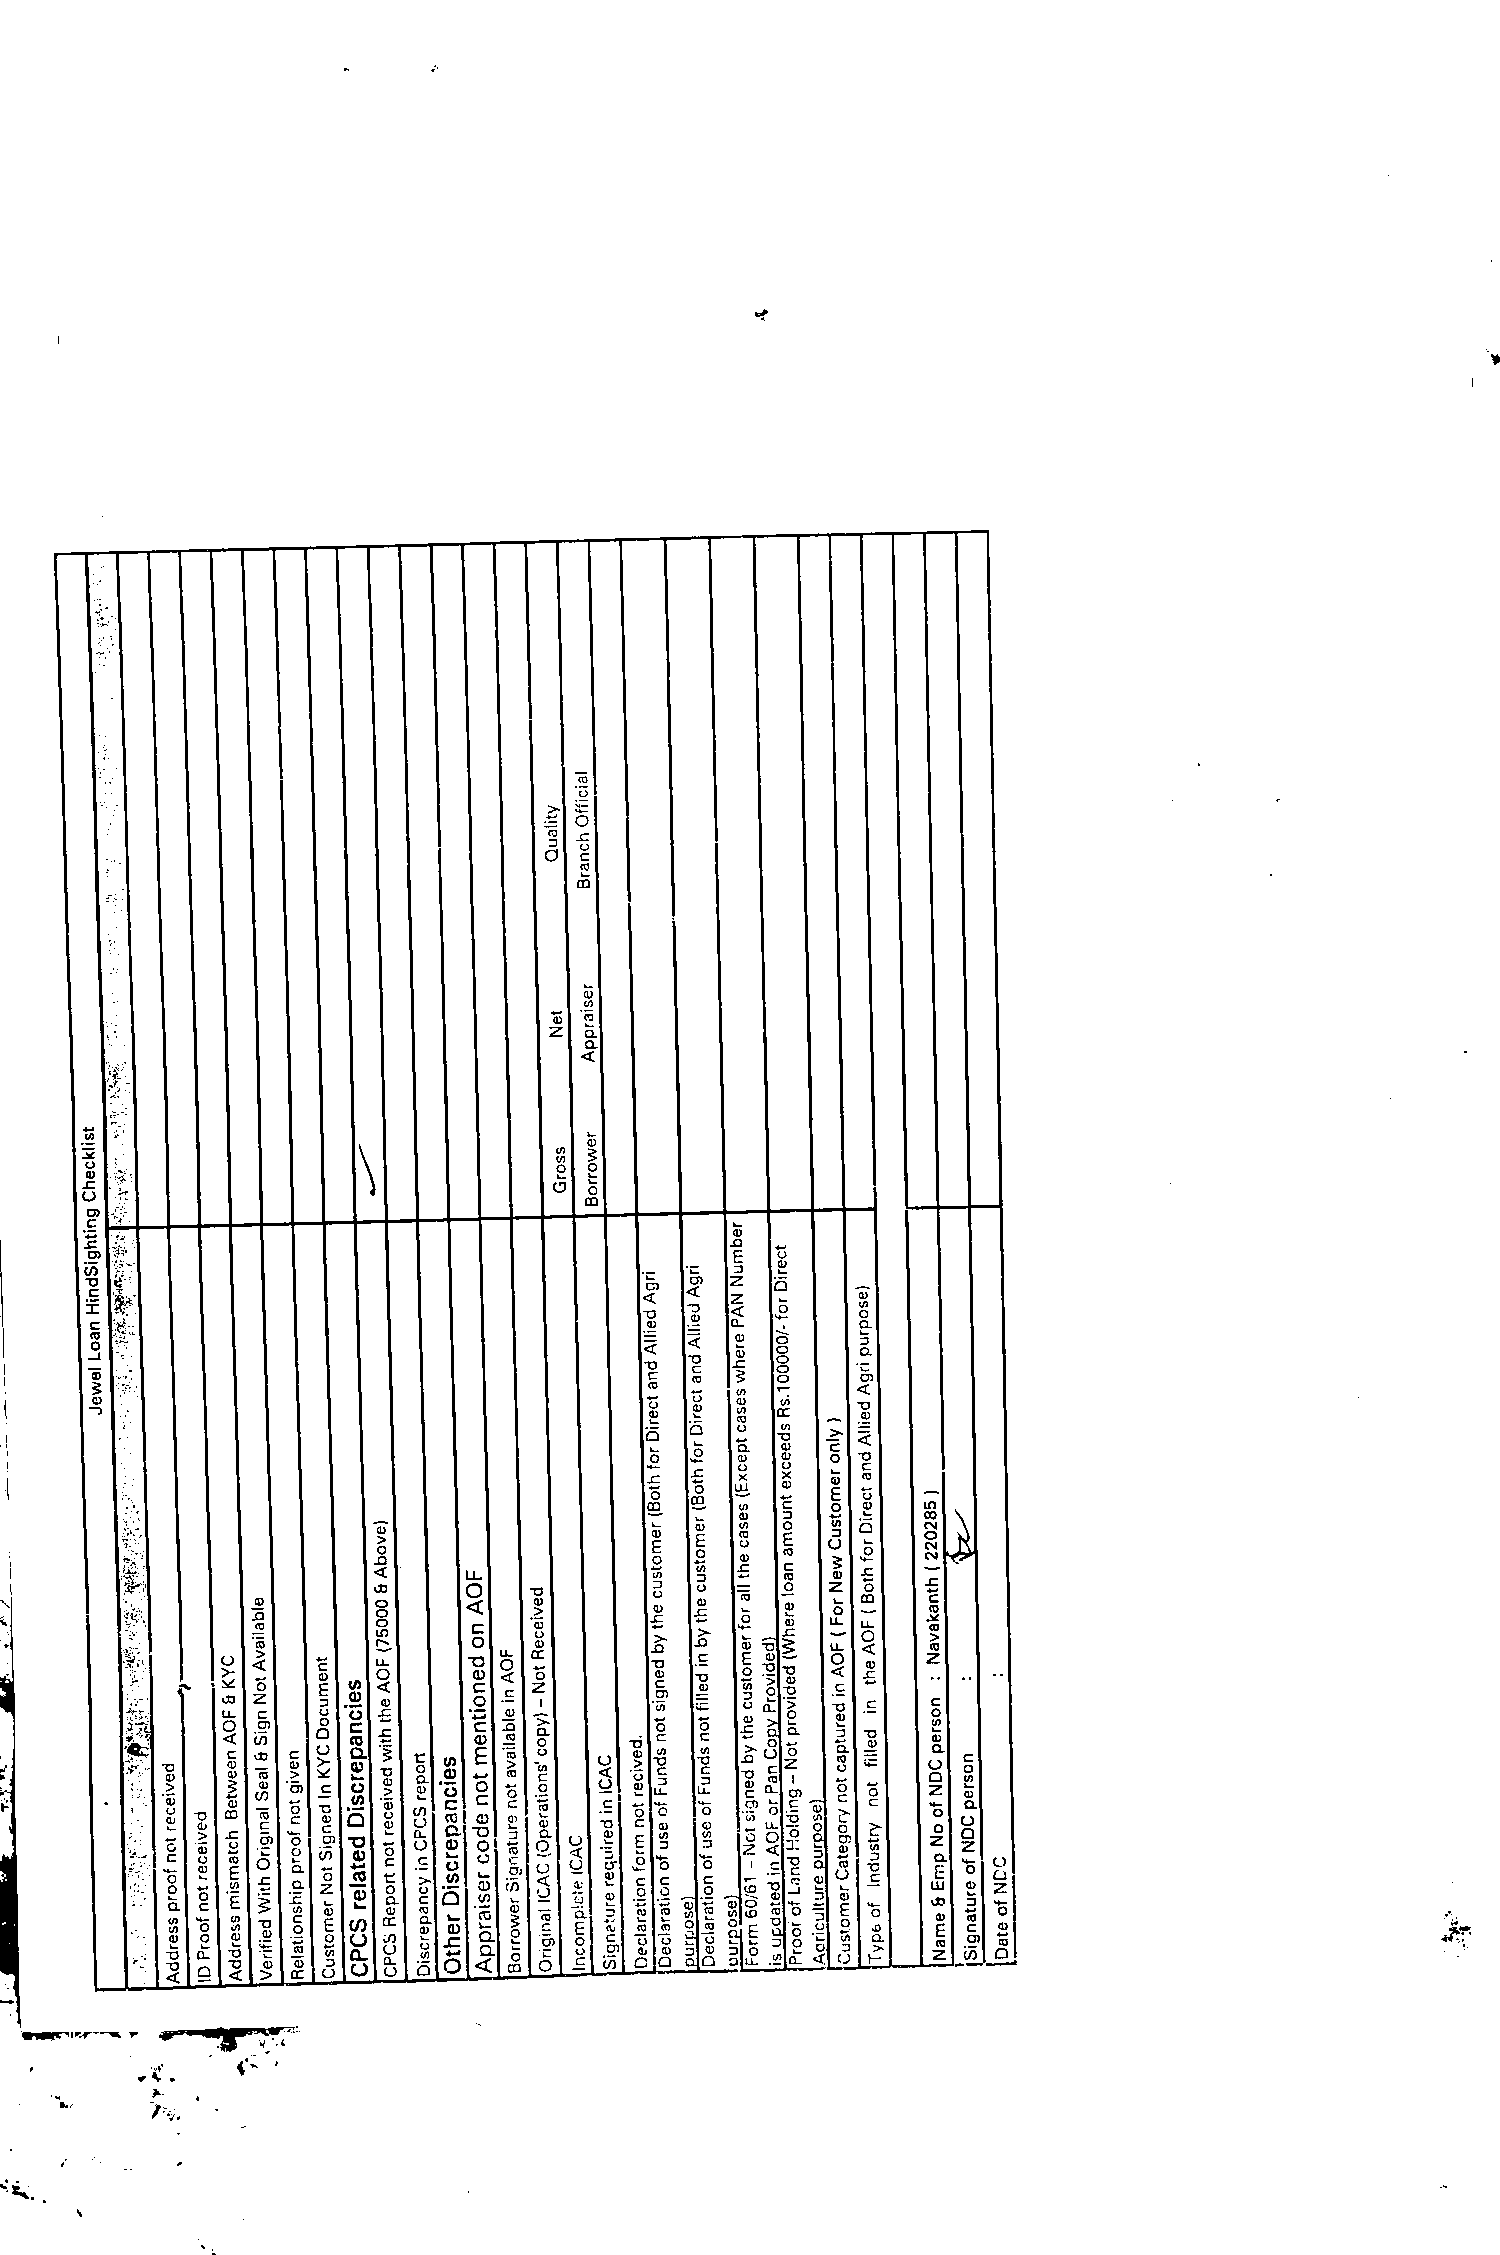 Jewel Loan HindSighting Checklist
Address proof not received
ID Proof not received
Address mismatch Between AOF & KYC
Verified With Original Seal & Sign Not Available
Relationship proof not given
Customer Not Signed In KYC Document
CPCS related Discrepancies
CPCS Report not received with the AOF (75000 & Above)
Discrepancy in CPCS report
Other Discrepancies
Appraiser code not mentioned on AOF
Borrower Signature not available in AOF
Original ICAC (Operations' copy) – Not Received
Incomplete ICAC Gross Net Quality
Signature required in ICAC Borrower Appraiser Branch Official
Declaration form not recived.
Declaration of use of Funds not signed by the customer (Both for Direct and Allied Agri
purpose)
Declaration of use of Funds not filled in by the customer (Both for Direct and Allied Agri
purpose)
Form 60/61 – Not signed by the customer for all the cases (Except cases where PAN Number
is updated in AOF or Pan Copy Provided)
Proof of Land Holding – Not provided (Where loan amount exceeds Rs.100000/- for Direct
Agriculture purpose)
Customer Category not captured in AOF ( For New Customer only )
Type of Industry not filled in the AOF ( Both for Direct and Allied Agri purpose)
Name & Emp No of NDC person : Navakanth ( 220285 )
Signature of NDC person :
Date of NDC :